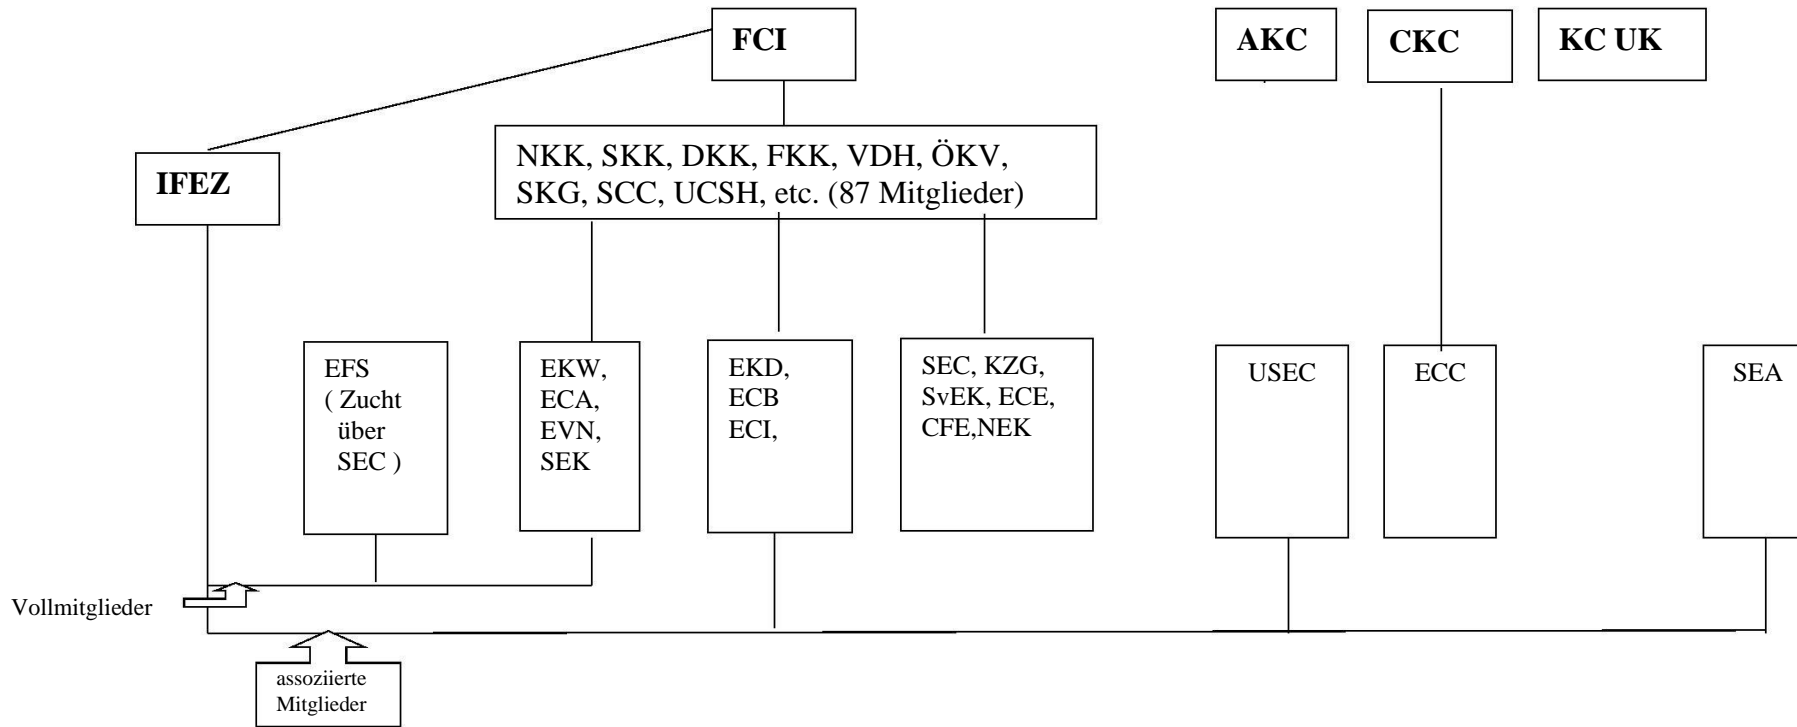 FCI
AKC
CKC
KC UK
IFEZ
NKK, SKK, DKK, FKK, VDH, ÖKV,
SKG, SCC, UCSH, etc. (87 Mitglieder)
EFS
( Zucht
über
SEC )
EKW,
ECA,
EVN,
SEK
EKD,
ECB
ECI,
SEC, KZG,
SvEK, ECE,
CFE,NEK
USEC
ECC
SEA
Vollmitglieder
assoziierte
Mitglieder